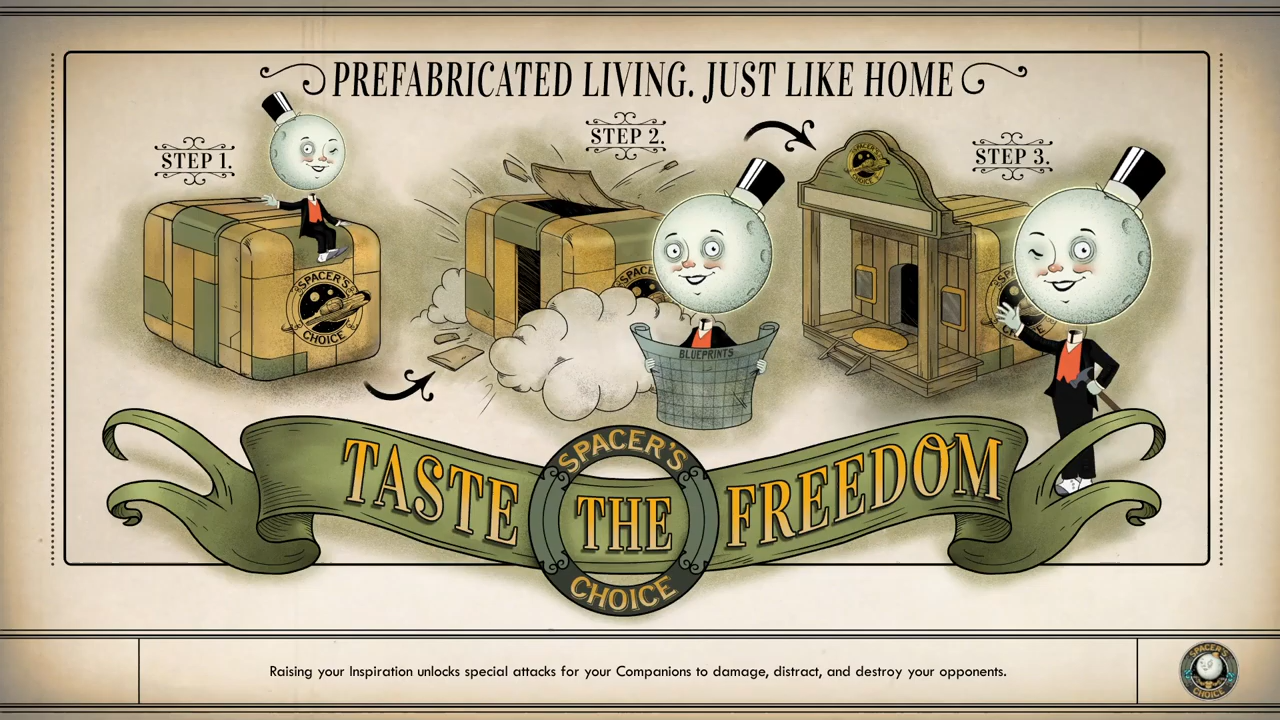 PREFABRICATED LIVING. JUST LIKE HOME
STEP 1.
STEP 2.
STEP 3.
SPACER'S
CHOICE
SPACER'S
SPACER'S
CHOICE
BLUEPRINTS
SPACER'S
TASTE THE FREEDOM
SPACER'S
CHOICE
Raising your Inspiration unlocks special attacks for your Companions to damage, distract, and destroy your opponents.
SPACER'S
CHOICE